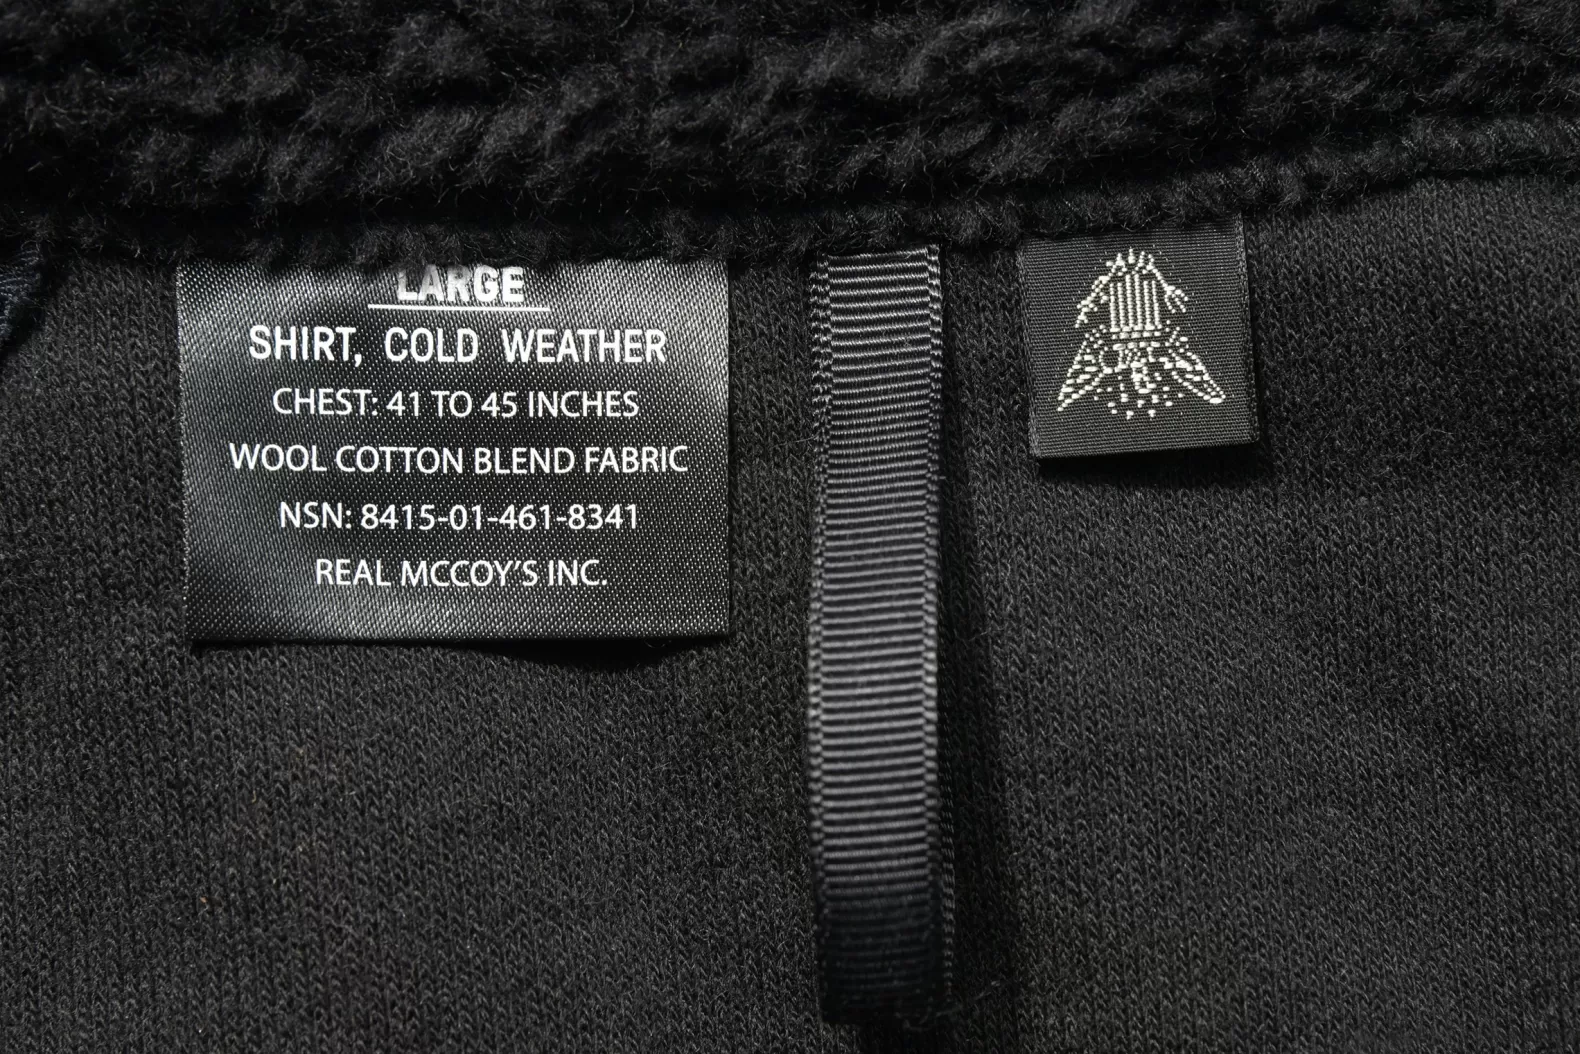 LARGE
SHIRT, COLD WEATHER
CHEST: 41 TO 45 INCHES
WOOL COTTON BLEND FABRIC
NSN: 8415-01-461-8341
REAL MCCOY'S INC.